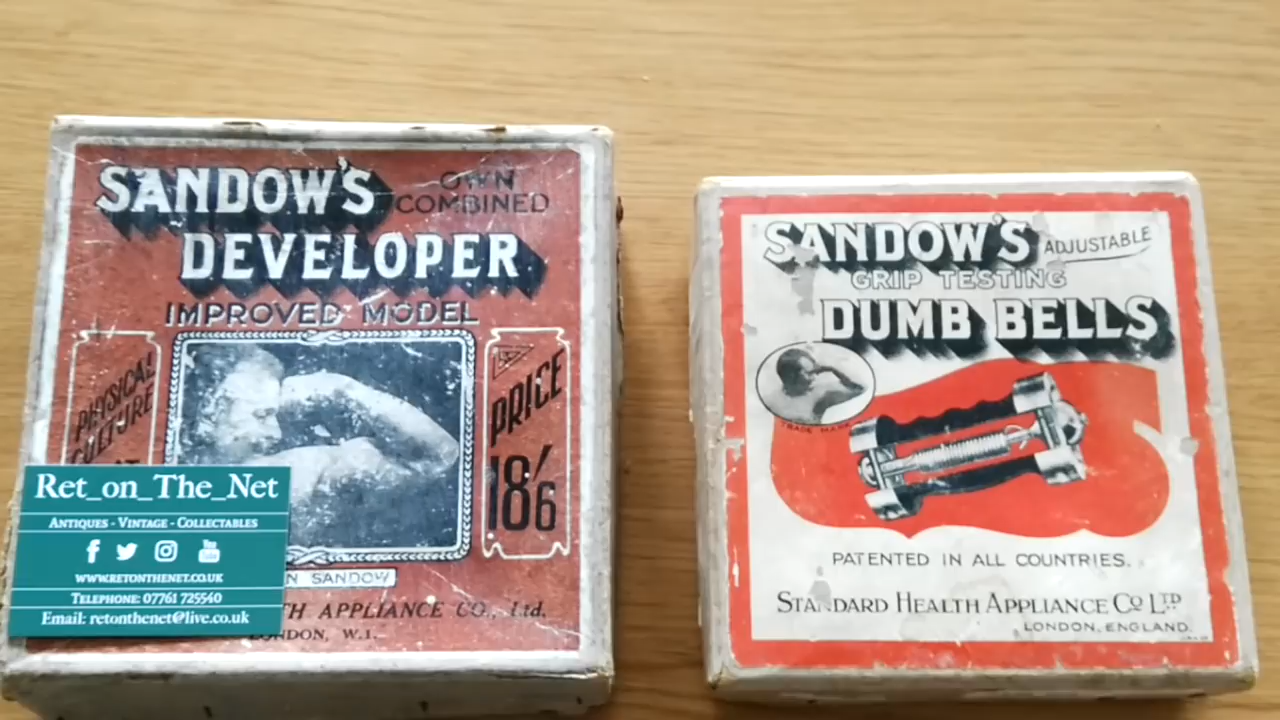 SANDOW'S OWN
COMBINED
DEVELOPER
IMPROVED MODEL
PHYSICAL
CULTURE
PRICE
18/6
N SANDOW
TH APPLIANCE CO., Ltd.
LONDON, W.1.
Ret_on_The_Net
ANTIQUES - VINTAGE - COLLECTABLES
WWW.RETONTHENET.CO.UK
TELEPHONE: 07761 725540
Email: retonthenet@live.co.uk
SANDOW'S ADJUSTABLE
GRIP TESTING
DUMB BELLS
TRADE MARK
PATENTED IN ALL COUNTRIES.
STANDARD HEALTH APPLIANCE CO LTD
LONDON, ENGLAND.